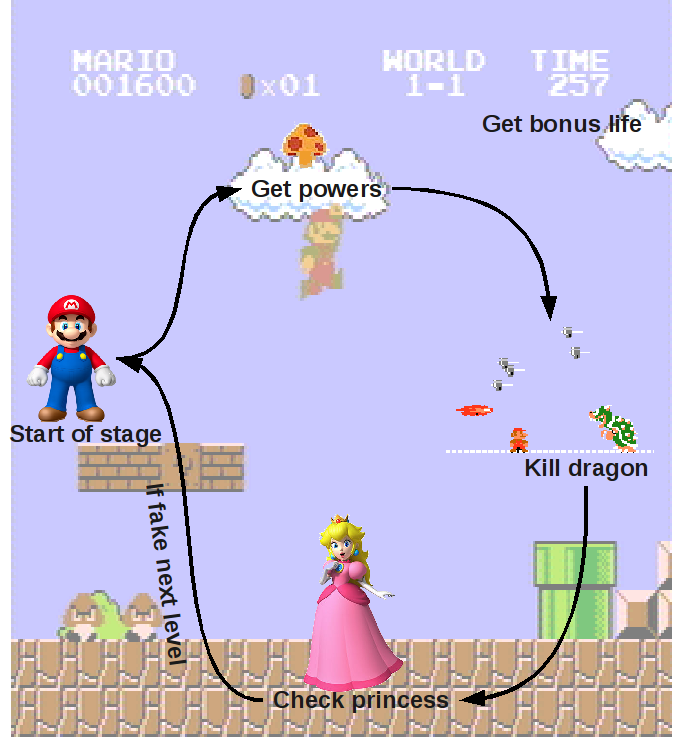 MARIO WORLD TIME
001600 x01 1-1 257
Get bonus life
Get powers
Start of stage
Kill dragon
If fake next level
Check princess